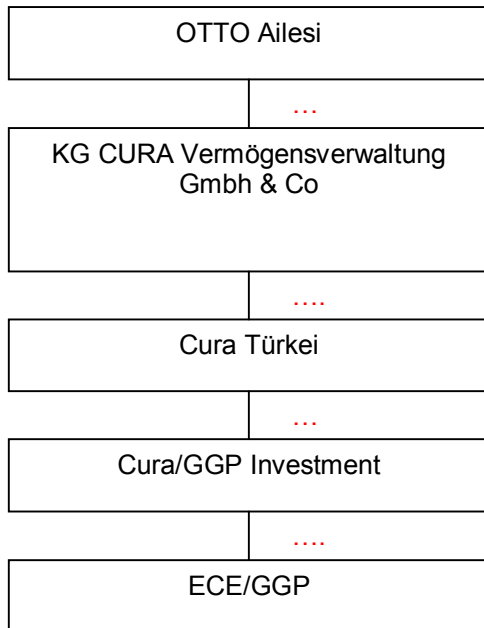 OTTO Ailesi
…
KG CURA Vermögensverwaltung
Gmbh & Co
….
Cura Türkei
…
Cura/GGP Investment
….
ECE/GGP